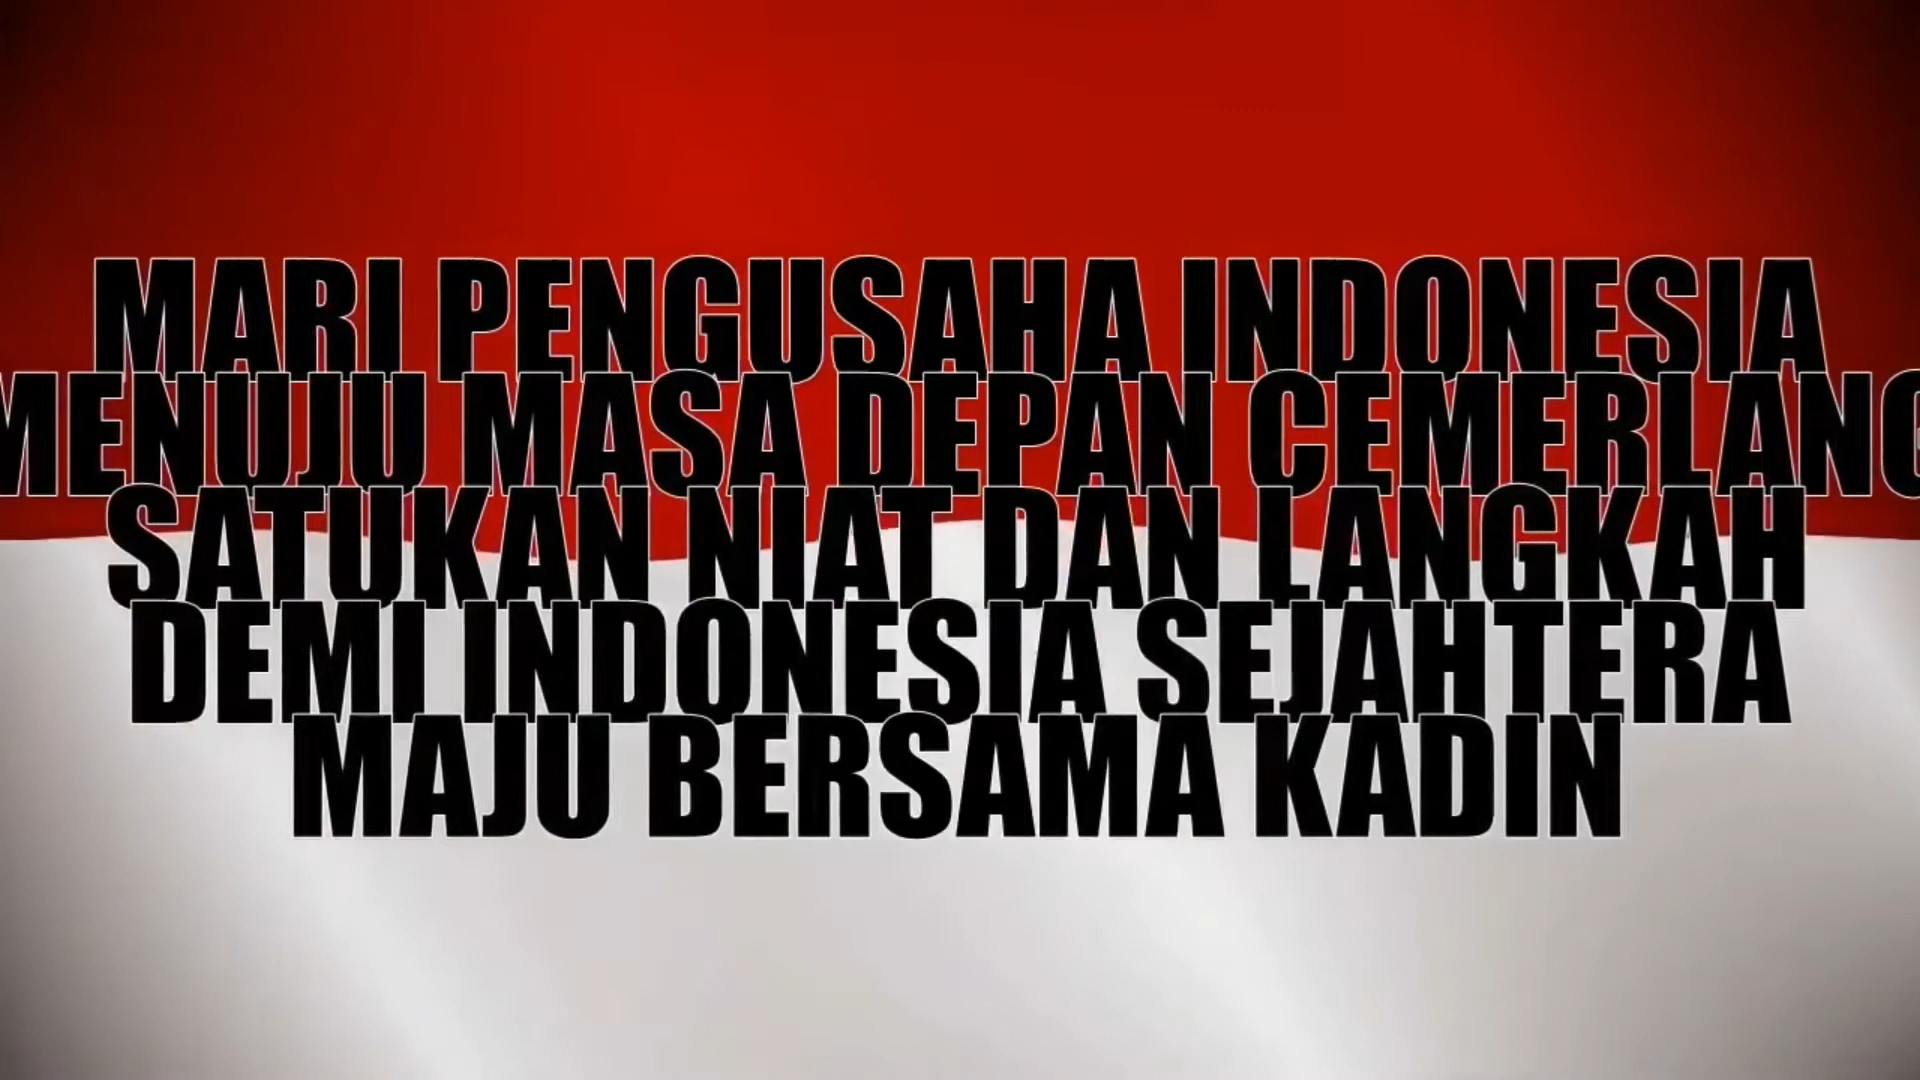 MARI PENGUSAHA INDONESIA
MENUJU MASA DEPAN CEMERLANG
SATUKAN NIAT DAN LANGKAH
DEMI INDONESIA SEJAHTERA
MAJU BERSAMA KADIN